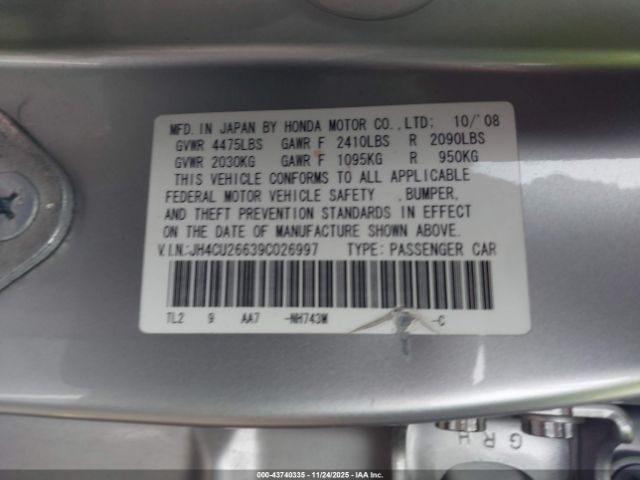 MFD. IN JAPAN BY HONDA MOTOR CO., LTD: 10/'08
GVWR 4475LBS GAWR F 2410LBS R 2090LBS
GVWR 2030KG GAWR F 1095KG R 950KG
THIS VEHICLE CONFORMS TO ALL APPLICABLE
FEDERAL MOTOR VEHICLE SAFETY , BUMPER,
AND THEFT PREVENTION STANDARDS IN EFFECT
ON THE DATE OF MANUFACTURE SHOWN ABOVE.
V.I.N: JH4CU26639C026997 TYPE: PASSENGER CAR
TL2 9 AA7 -NH743M -C
G R H
000-43740335 - 11/24/2025 - IAA Inc.